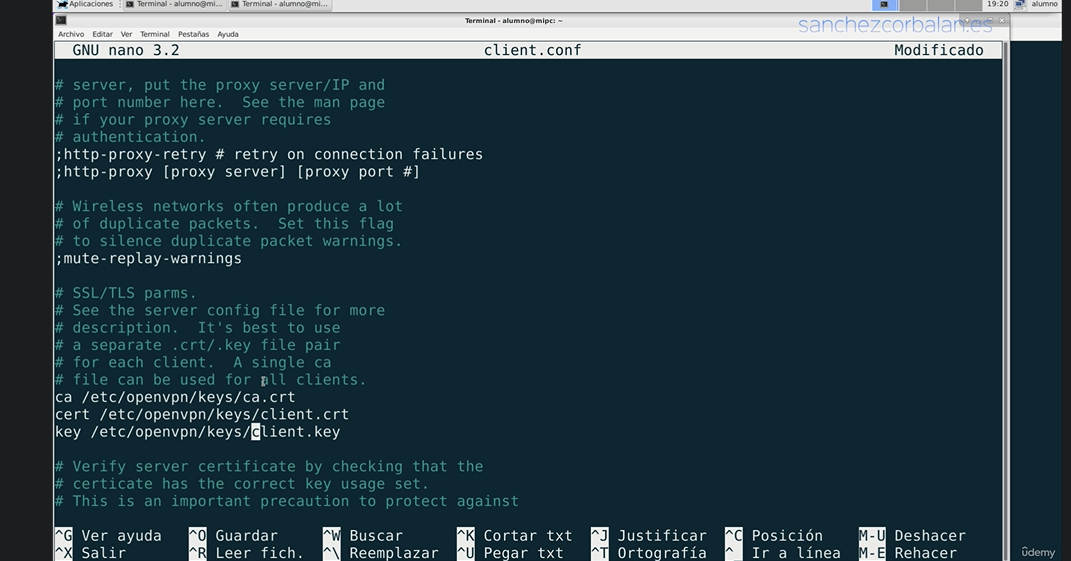 Aplicaciones Terminal - alumno@mi... Terminal - alumno@mi... 19:20 alumno
Terminal - alumno@mipc: ~
sanchezcorbalan.es
Archivo Editar Ver Terminal Pestañas Ayuda
GNU nano 3.2 client.conf Modificado
# server, put the proxy server/IP and
# port number here.  See the man page
# if your proxy server requires
# authentication.
;http-proxy-retry # retry on connection failures
;http-proxy [proxy server] [proxy port #]
# Wireless networks often produce a lot
# of duplicate packets.  Set this flag
# to silence duplicate packet warnings.
;mute-replay-warnings
# SSL/TLS parms.
# See the server config file for more
# description.  It's best to use
# a separate .crt/.key file pair
# for each client.  A single ca
# file can be used for all clients.
ca /etc/openvpn/keys/ca.crt
cert /etc/openvpn/keys/client.crt
key /etc/openvpn/keys/client.key
# Verify server certificate by checking that the
# certicate has the correct key usage set.
# This is an important precaution to protect against
^G Ver ayuda ^O Guardar ^W Buscar ^K Cortar txt ^J Justificar ^C Posición M-U Deshacer
^X Salir ^R Leer fich. ^\ Reemplazar ^U Pegar txt ^T Ortografía ^_ Ir a línea M-E Rehacer
udemy